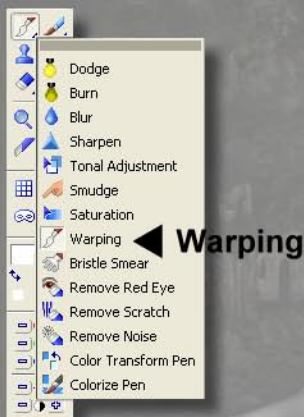 Dodge
Burn
Blur
Sharpen
Tonal Adjustment
Smudge
Saturation
Warping
Warping
Bristle Smear
Remove Red Eye
Remove Scratch
Remove Noise
Color Transform Pen
Colorize Pen